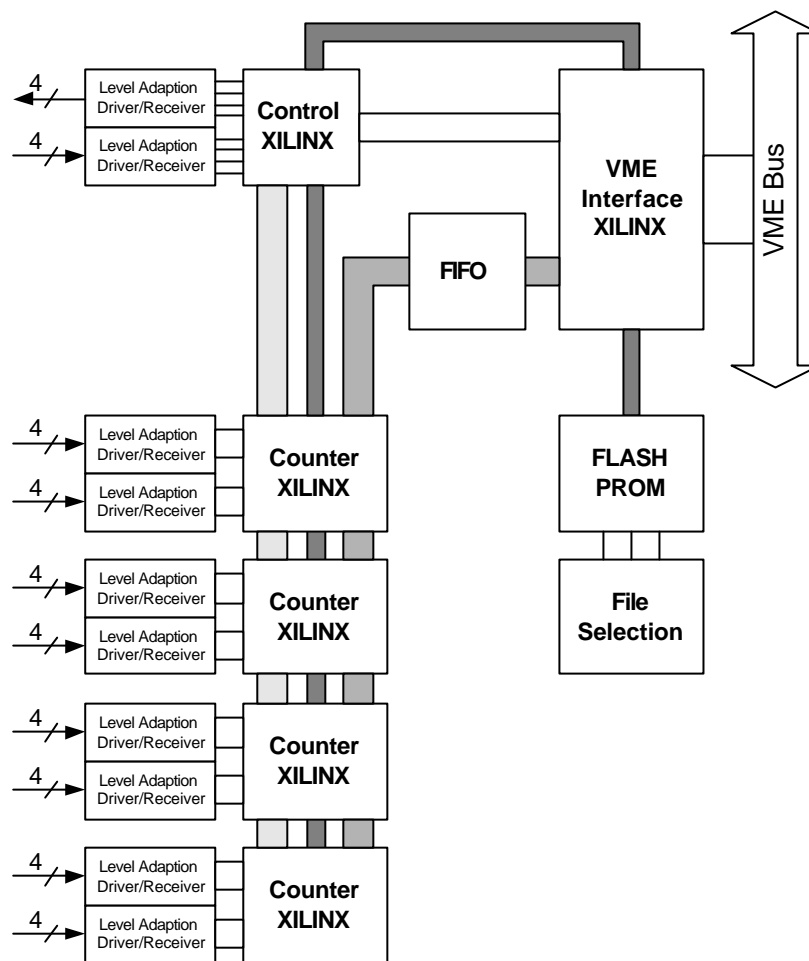 4
Level Adaption
Driver/Receiver
4
Level Adaption
Driver/Receiver
Control
XILINX
VME
Interface
XILINX
VME Bus
FIFO
4
Level Adaption
Driver/Receiver
4
Level Adaption
Driver/Receiver
Counter
XILINX
FLASH
PROM
4
Level Adaption
Driver/Receiver
4
Level Adaption
Driver/Receiver
Counter
XILINX
File
Selection
4
Level Adaption
Driver/Receiver
4
Level Adaption
Driver/Receiver
Counter
XILINX
4
Level Adaption
Driver/Receiver
4
Level Adaption
Driver/Receiver
Counter
XILINX